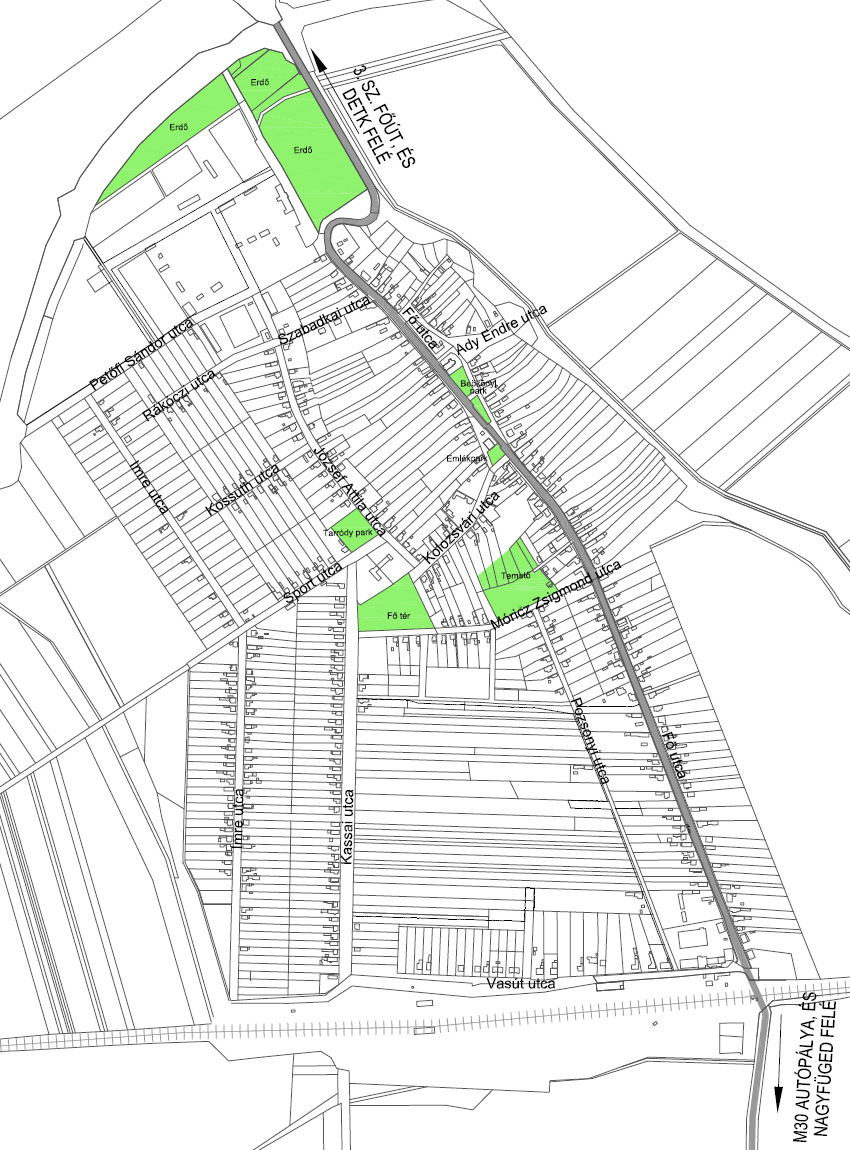 3. SZ. FŐÚT, ÉS
DETK FELÉ
Erdő
Erdő
Erdő
Szabadkai utca
Fő utca
Ady Endre utca
Petőfi Sándor utca
Rákóczi utca
park
Emlékpark
Imre utca
Kossuth utca
József Attila utca
Kolozsvári utca
Tarródy park
Temető
Sport utca
Móricz Zsigmond utca
Fő tér
Pozsonyi utca
Fő utca
Imre utca
Kassai utca
Vasút utca
M30 AUTÓPÁLYA, ÉS
NAGYFÜGED FELÉ